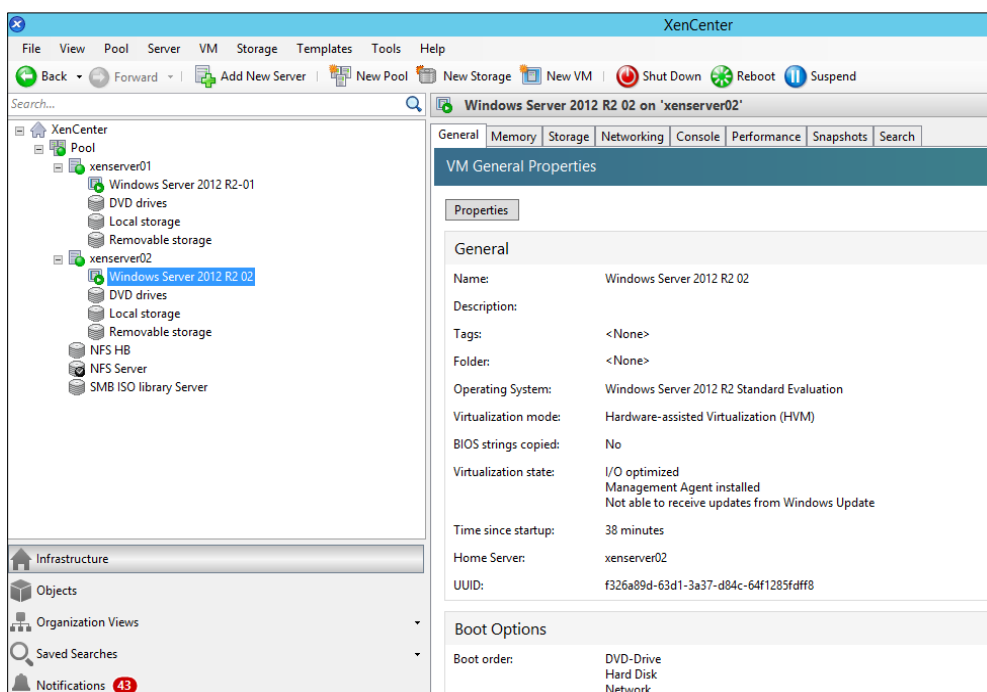 XenCenter
File View Pool Server VM Storage Templates Tools Help
Back Forward Add New Server New Pool New Storage New VM Shut Down Reboot Suspend
Search...
XenCenter
Pool
xenserver01
Windows Server 2012 R2-01
DVD drives
Local storage
Removable storage
xenserver02
Windows Server 2012 R2 02
DVD drives
Local storage
Removable storage
NFS HB
NFS Server
SMB ISO library Server
Infrastructure
Objects
Organization Views
Saved Searches
Notifications 43
Windows Server 2012 R2 02 on 'xenserver02'
General Memory Storage Networking Console Performance Snapshots Search
VM General Properties
Properties
General
Name: Windows Server 2012 R2 02
Description:
Tags: <None>
Folder: <None>
Operating System: Windows Server 2012 R2 Standard Evaluation
Virtualization mode: Hardware-assisted Virtualization (HVM)
BIOS strings copied: No
Virtualization state: I/O optimized
Management Agent installed
Not able to receive updates from Windows Update
Time since startup: 38 minutes
Home Server: xenserver02
UUID: f326a89d-63d1-3a37-d84c-64f1285fdff8
Boot Options
Boot order: DVD-Drive
Hard Disk
Network